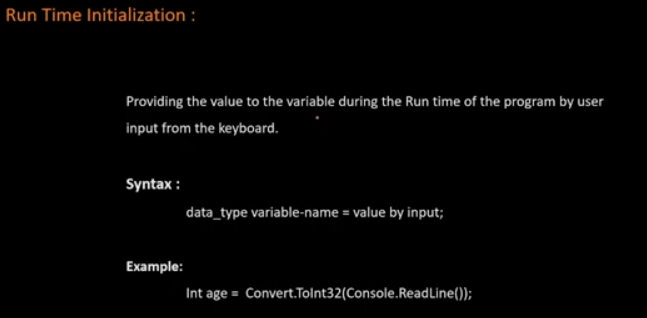 Run Time Initialization :
Providing the value to the variable during the Run time of the program by user
input from the keyboard.
Syntax :
data_type variable-name = value by input;
Example:
Int age = Convert.ToInt32(Console.ReadLine());